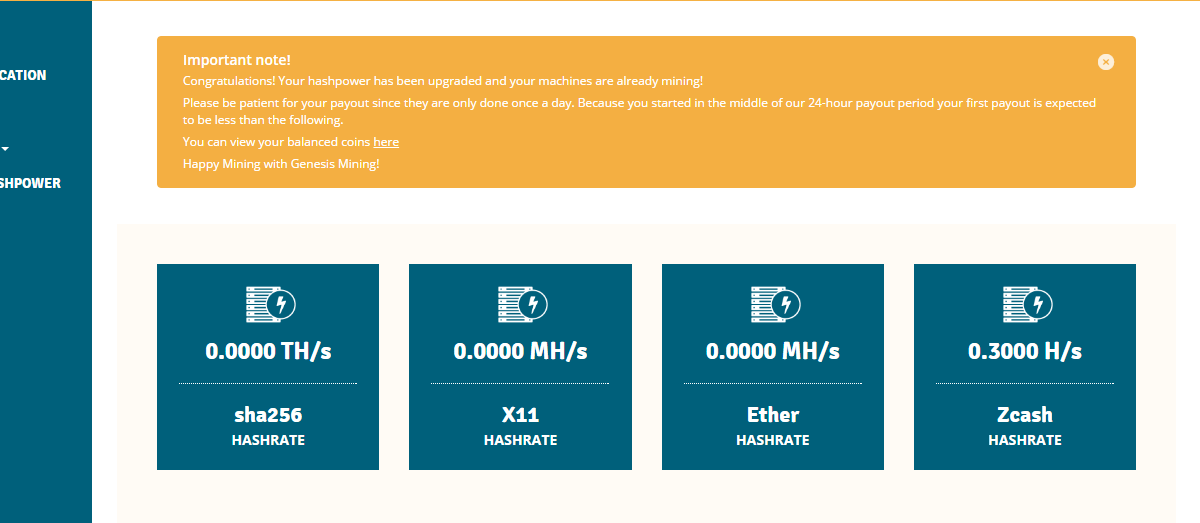 CATION
SHPOWER
Important note!
Congratulations! Your hashpower has been upgraded and your machines are already mining!
Please be patient for your payout since they are only done once a day. Because you started in the middle of our 24-hour payout period your first payout is expected
to be less than the following.
You can view your balanced coins here
Happy Mining with Genesis Mining!
0.0000 TH/s
sha256
HASHRATE
0.0000 MH/s
X11
HASHRATE
0.0000 MH/s
Ether
HASHRATE
0.3000 H/s
Zcash
HASHRATE